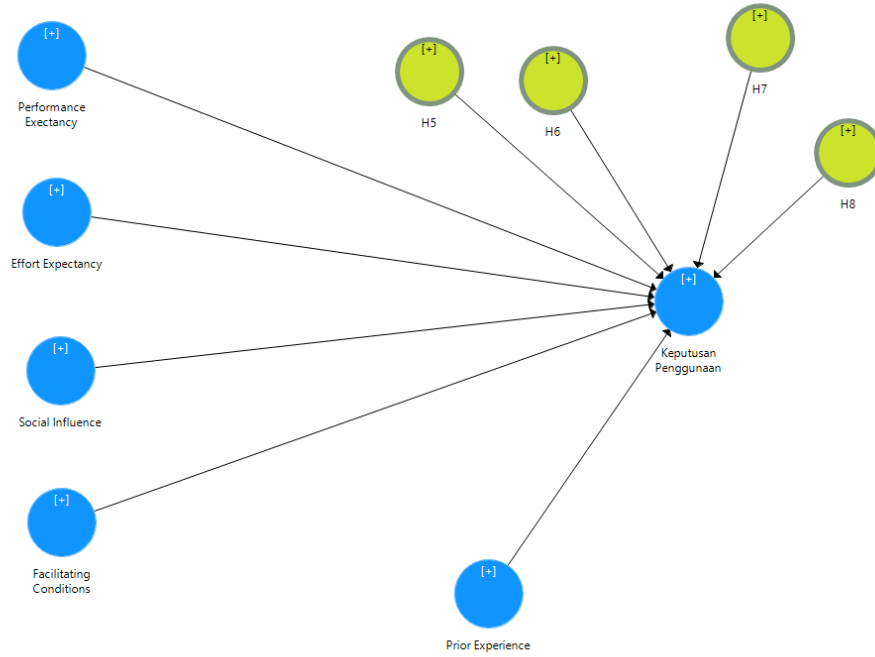 [+]
Performance
Exectancy
[+]
H5
[+]
H6
[+]
H7
[+]
H8
[+]
Effort Expectancy
[+]
Keputusan
Penggunaan
[+]
Social Influence
[+]
Facilitating
Conditions
[+]
Prior Experience